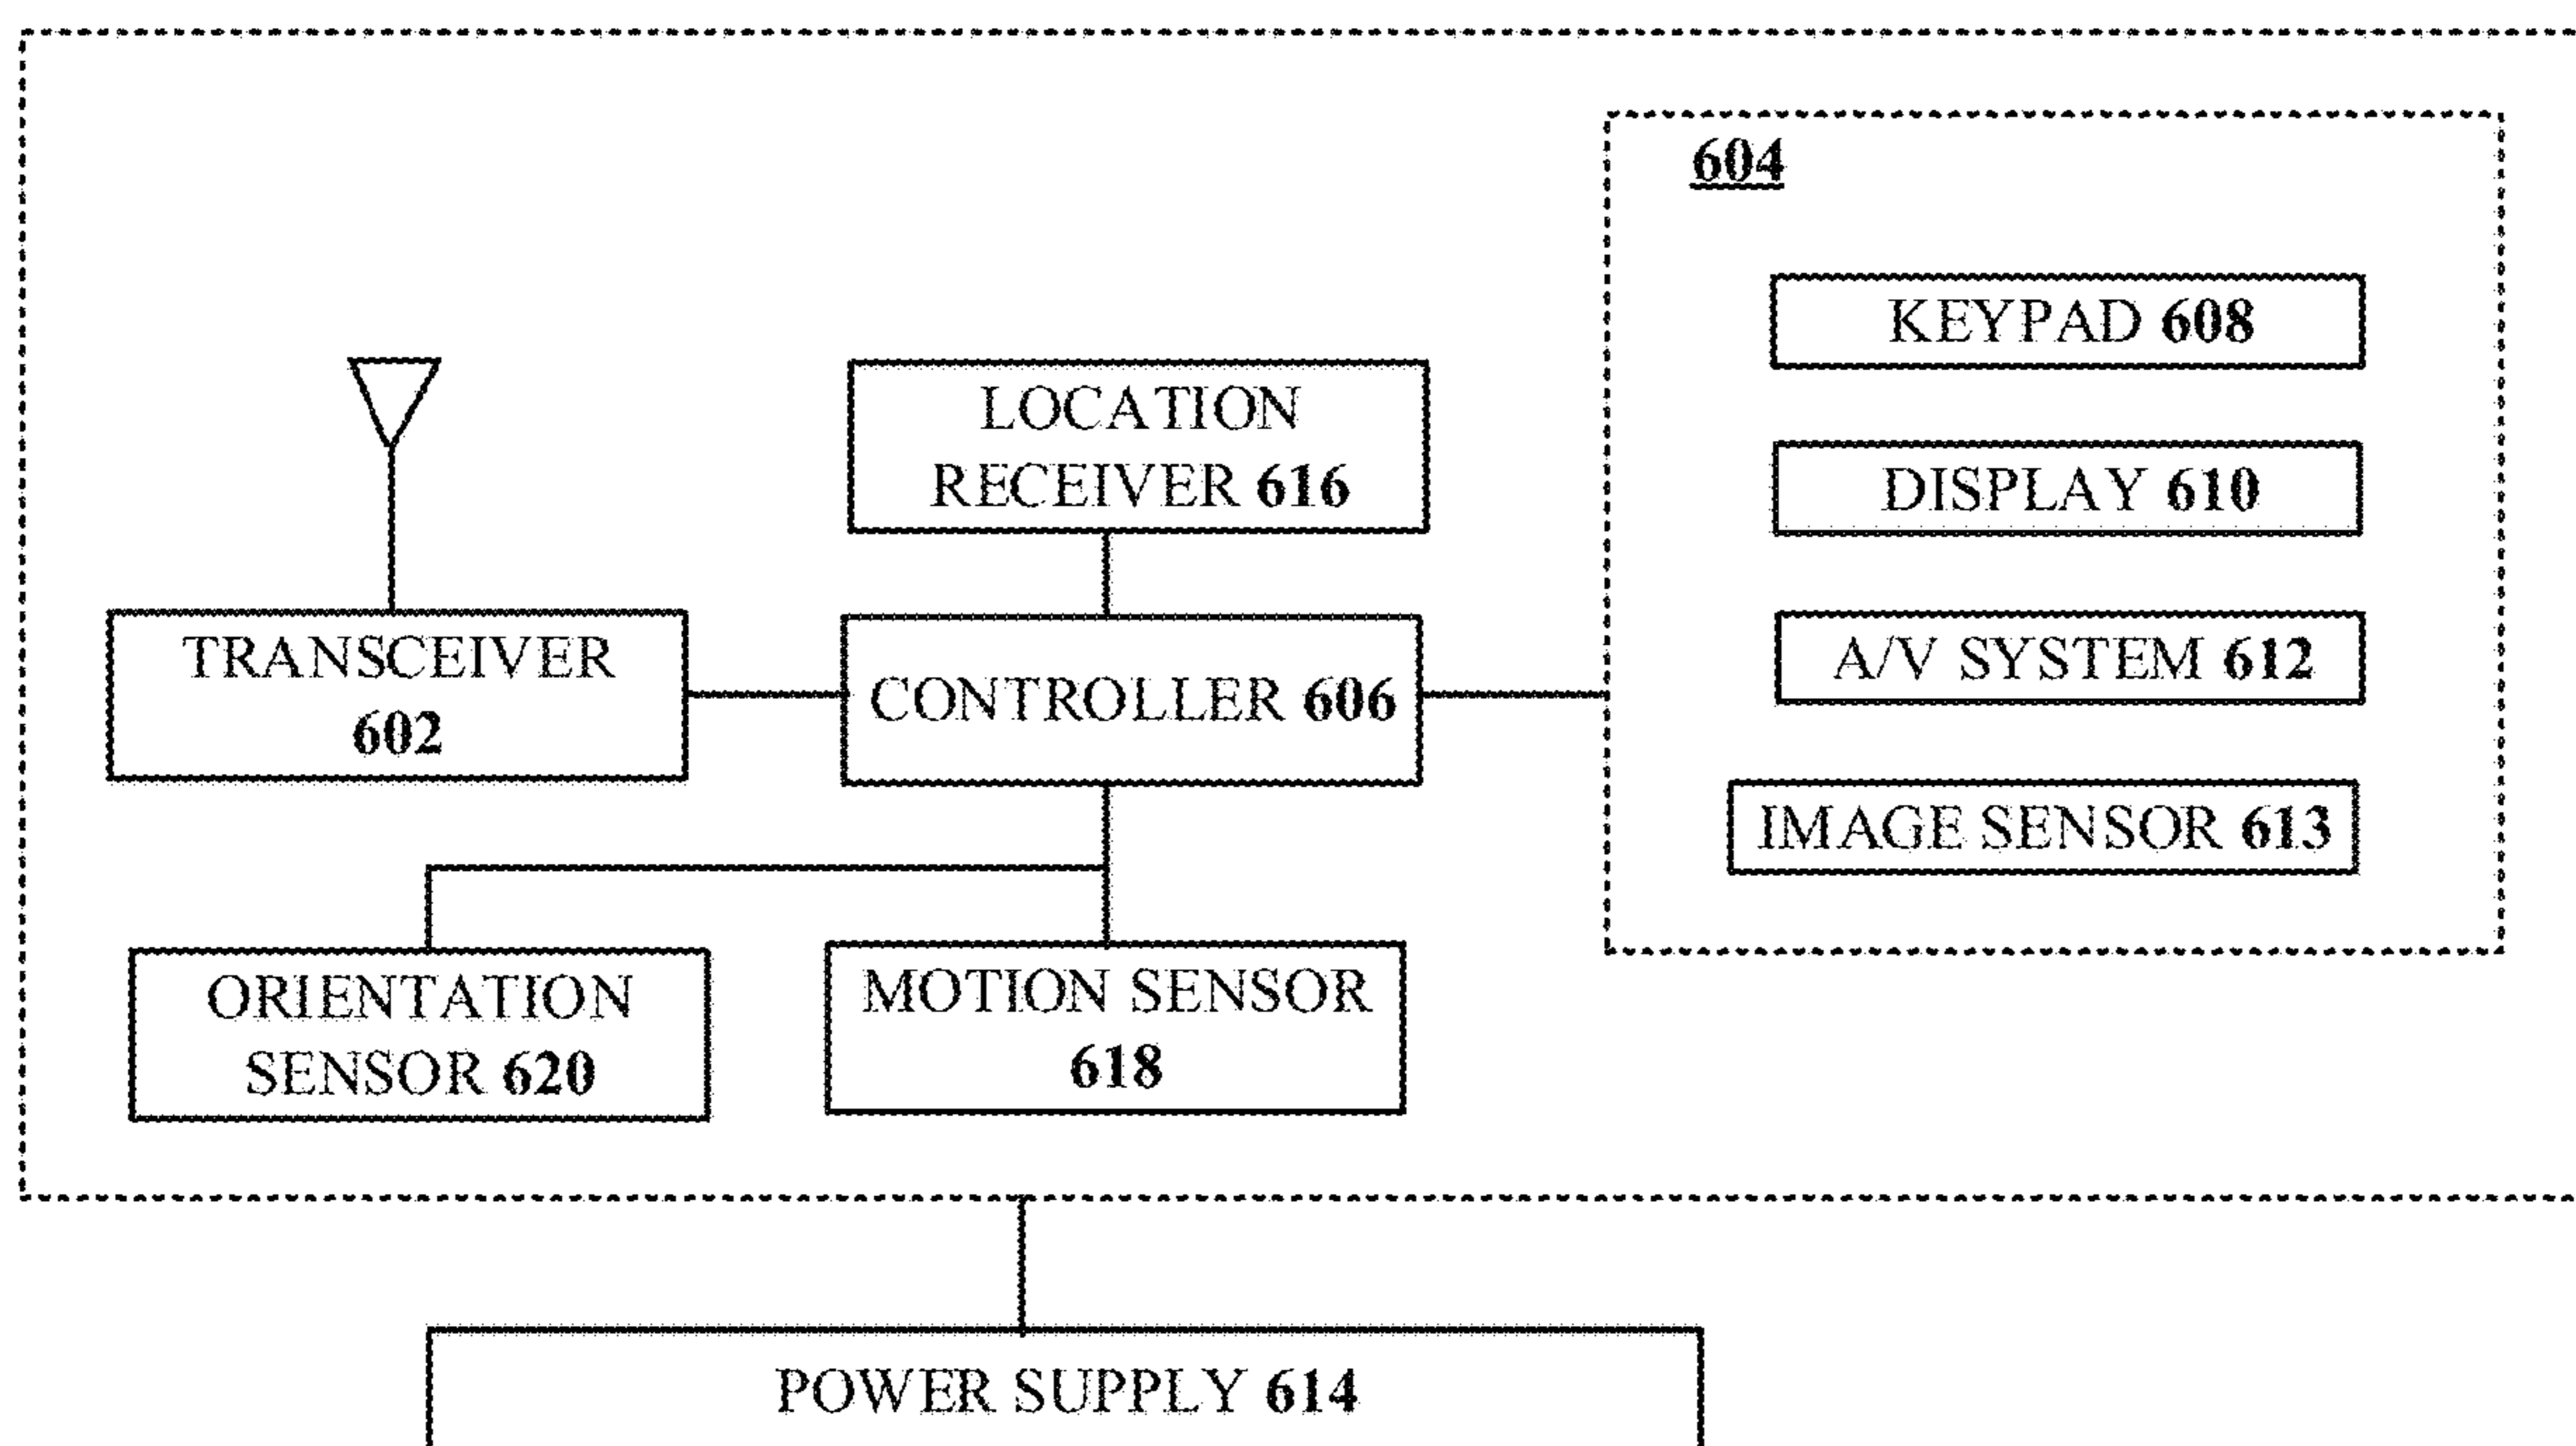 604
KEYPAD 608
LOCATION
RECEIVER 616
DISPLAY 610
TRANSCEIVER
602
CONTROLLER 606
A/V SYSTEM 612
IMAGE SENSOR 613
ORIENTATION
SENSOR 620
MOTION SENSOR
618
POWER SUPPLY 614